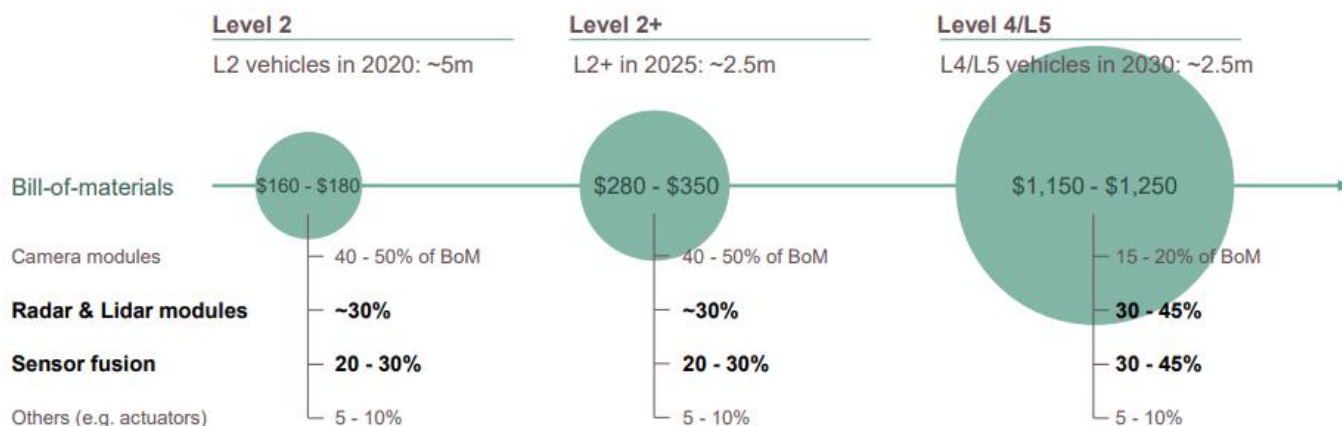 Level 2 Level 2+ Level 4/L5
L2 vehicles in 2020: ~5m L2+ in 2025: ~2.5m L4/L5 vehicles in 2030: ~2.5m
Bill-of-materials $160 - $180 $280 - $350 $1,150 - $1,250
Camera modules 40 - 50% of BoM 40 - 50% of BoM 15 - 20% of BoM
Radar & Lidar modules ~30% ~30% 30 - 45%
Sensor fusion 20 - 30% 20 - 30% 30 - 45%
Others (e.g. actuators) 5 - 10% 5 - 10% 5 - 10%